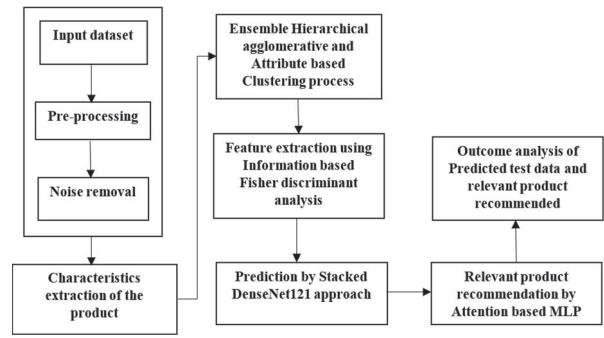 Input dataset
Pre-processing
Noise removal
Characteristics
extraction of the
product
Ensemble Hierarchical
agglomerative and
Attribute based
Clustering process
Feature extraction using
Information based
Fisher discriminant
analysis
Prediction by Stacked
DenseNet121 approach
Relevant product
recommendation by
Attention based MLP
Outcome analysis of
Predicted test data and
relevant product
recommended